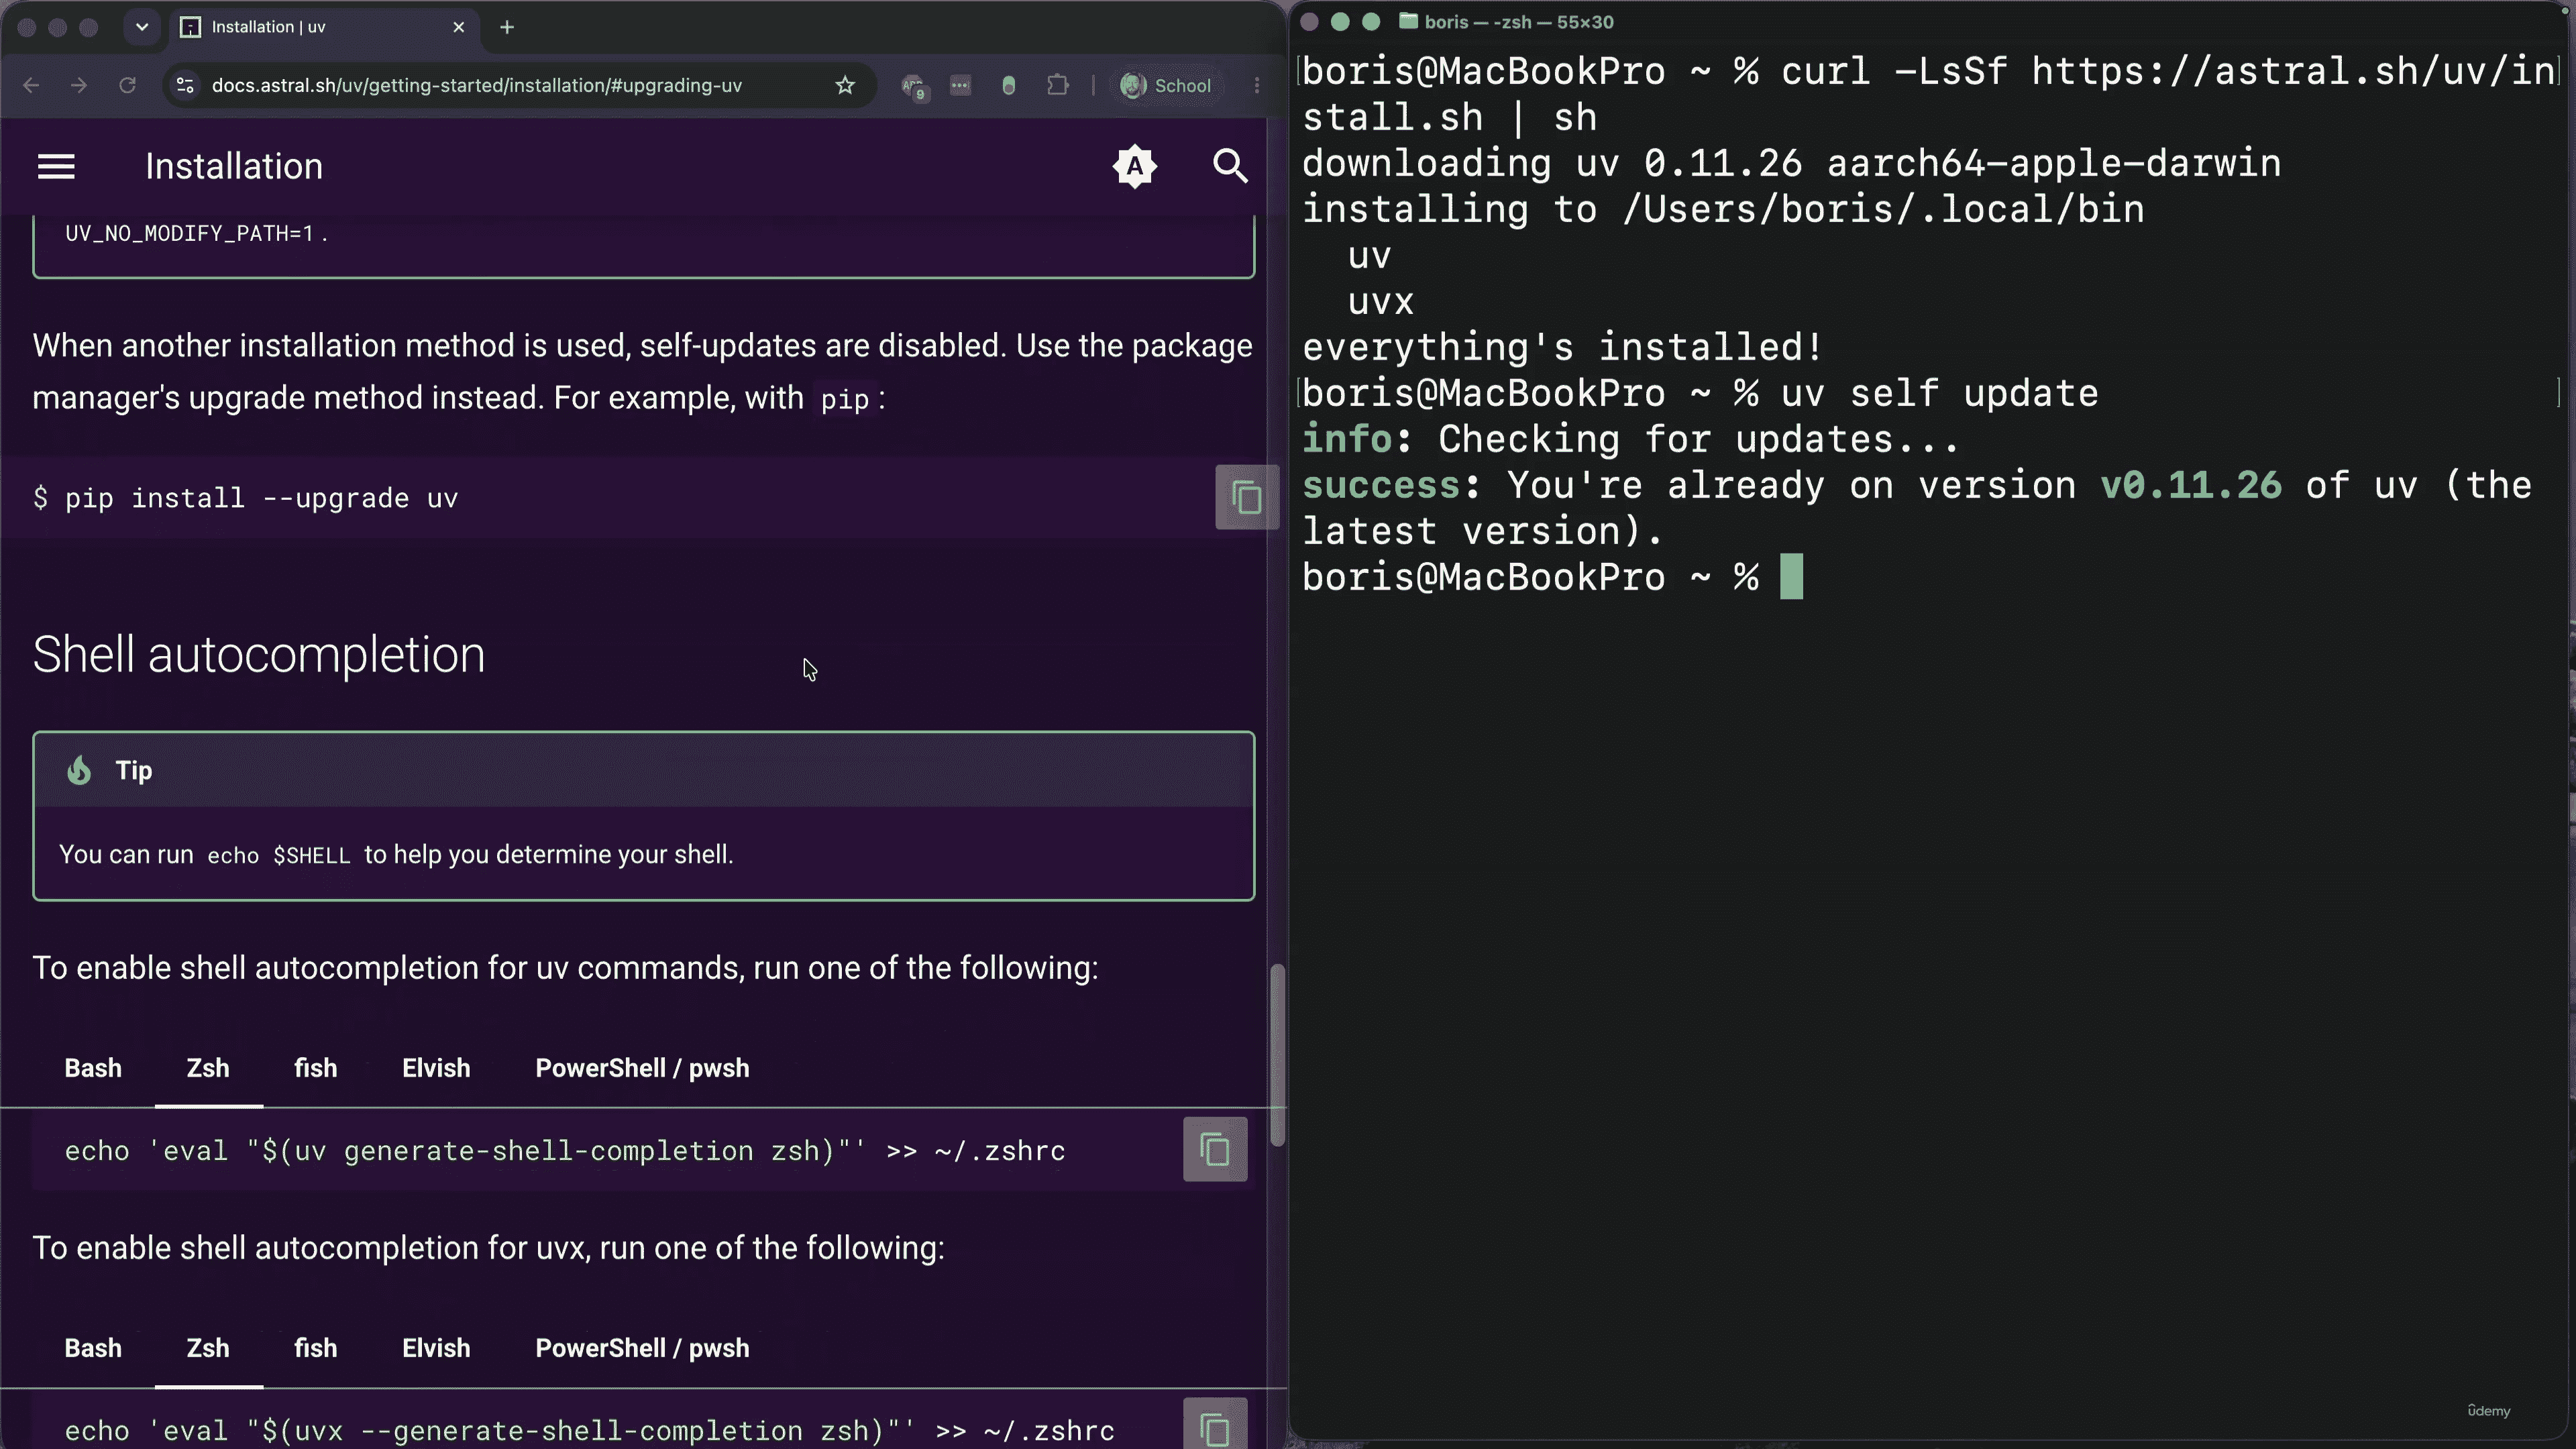 Installation | uv
docs.astral.sh/uv/getting-started/installation/#upgrading-uv
9
School
Installation
A
UV_NO_MODIFY_PATH=1 .
When another installation method is used, self-updates are disabled. Use the package
manager's upgrade method instead. For example, with pip :
$ pip install --upgrade uv
Shell autocompletion
Tip
You can run echo $SHELL to help you determine your shell.
To enable shell autocompletion for uv commands, run one of the following:
Bash Zsh fish Elvish PowerShell / pwsh
echo 'eval "$(uv generate-shell-completion zsh)"' >> ~/.zshrc
To enable shell autocompletion for uvx, run one of the following:
Bash Zsh fish Elvish PowerShell / pwsh
echo 'eval "$(uvx --generate-shell-completion zsh)"' >> ~/.zshrc
boris — -zsh — 55×30
boris@MacBookPro ~ % curl -LsSf https://astral.sh/uv/in
stall.sh | sh
downloading uv 0.11.26 aarch64-apple-darwin
installing to /Users/boris/.local/bin
uv
uvx
everything's installed!
boris@MacBookPro ~ % uv self update
info: Checking for updates...
success: You're already on version v0.11.26 of uv (the
latest version).
boris@MacBookPro ~ %
ûdemy